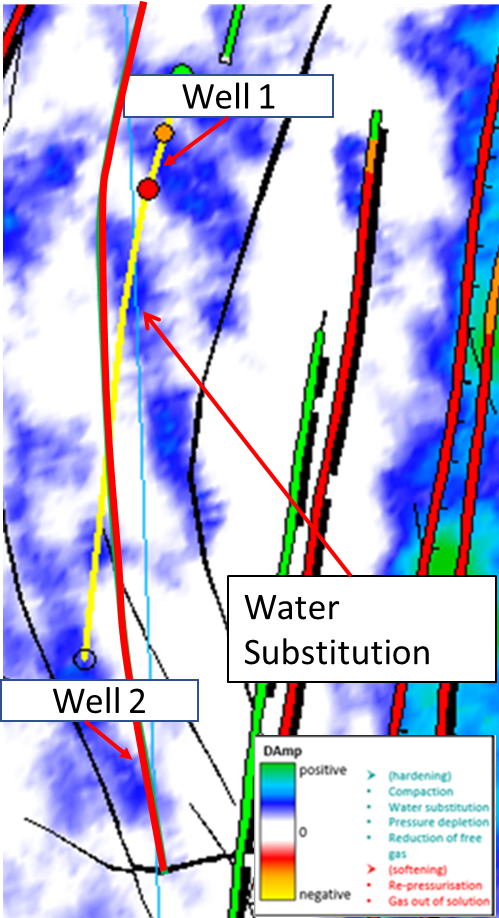 Well 1
Water
Substitution
Well 2
DAmp
positive
0
negative
➤ (hardening)
• Compaction
• Water substitution
• Pressure depletion
• Reduction of free
gas
➤ (softening)
• Re-pressurisation
• Gas out of solution